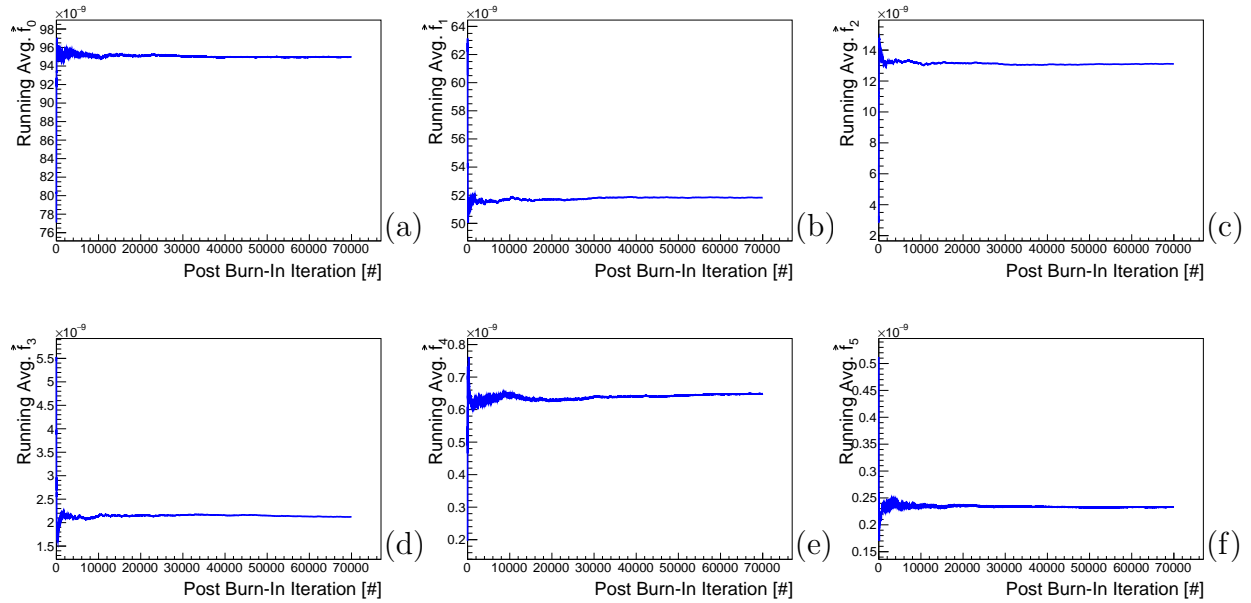 ×10⁻⁹
Running Avg. f̂₀
98
96
94
92
90
88
86
84
82
80
78
76
0 10000 20000 30000 40000 50000 60000 70000
Post Burn-In Iteration [#]
(a)
×10⁻⁹
Running Avg. f̂₁
64
62
60
58
56
54
52
50
0 10000 20000 30000 40000 50000 60000 70000
Post Burn-In Iteration [#]
(b)
×10⁻⁹
Running Avg. f̂₂
14
12
10
8
6
4
2
0 10000 20000 30000 40000 50000 60000 70000
Post Burn-In Iteration [#]
(c)
×10⁻⁹
Running Avg. f̂₃
5.5
5
4.5
4
3.5
3
2.5
2
1.5
0 10000 20000 30000 40000 50000 60000 70000
Post Burn-In Iteration [#]
(d)
×10⁻⁹
Running Avg. f̂₄
0.8
0.7
0.6
0.5
0.4
0.3
0.2
0 10000 20000 30000 40000 50000 60000 70000
Post Burn-In Iteration [#]
(e)
×10⁻⁹
Running Avg. f̂₅
0.5
0.45
0.4
0.35
0.3
0.25
0.2
0.15
0 10000 20000 30000 40000 50000 60000 70000
Post Burn-In Iteration [#]
(f)